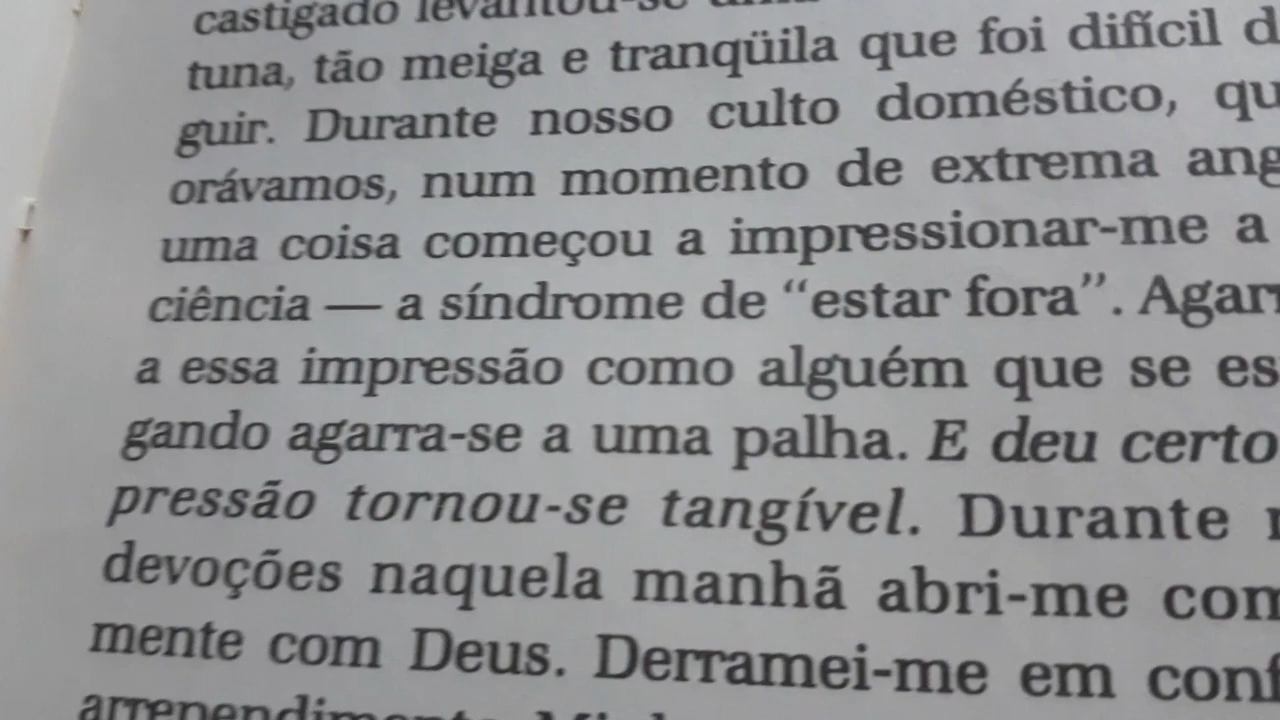 castigado levantou-se
tuna, tão meiga e tranqüila que foi difícil
guir. Durante nosso culto doméstico,
orávamos, num momento de extrema
uma coisa começou a impressionar-me a
ciência — a síndrome de “estar fora”.
a essa impressão como alguém que se
gando agarra-se a uma palha. E deu certo
pressão tornou-se tangível. Durante
devoções naquela manhã abri-me
mente com Deus. Derramei-me em